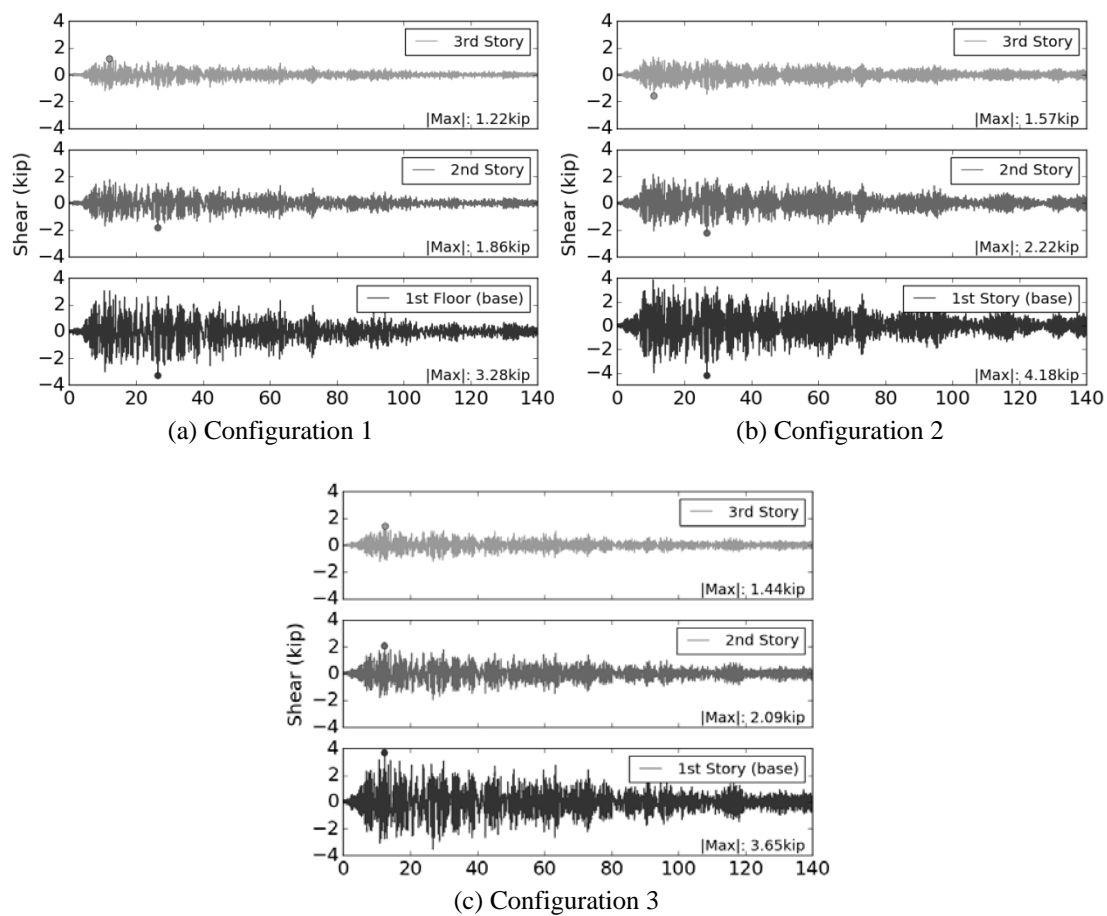 4
2
0
−2
−4
3rd Story
|Max|: 1.22kip
4
2
0
−2
−4
2nd Story
|Max|: 1.86kip
Shear (kip)
4
2
0
−2
−4
1st Floor (base)
|Max|: 3.28kip
0 20 40 60 80 100 120 140
(a) Configuration 1
4
2
0
−2
−4
3rd Story
|Max|: 1.57kip
4
2
0
−2
−4
2nd Story
|Max|: 2.22kip
Shear (kip)
4
2
0
−2
−4
1st Story (base)
|Max|: 4.18kip
0 20 40 60 80 100 120 140
(b) Configuration 2
4
2
0
−2
−4
3rd Story
|Max|: 1.44kip
4
2
0
−2
−4
2nd Story
|Max|: 2.09kip
Shear (kip)
4
2
0
−2
−4
1st Story (base)
|Max|: 3.65kip
0 20 40 60 80 100 120 140
(c) Configuration 3